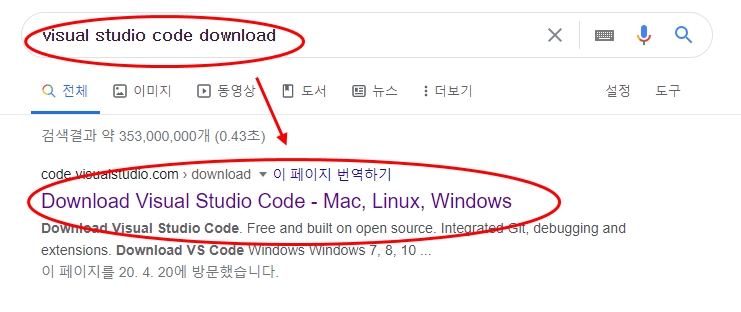 visual studio code download
전체 이미지 동영상 도서 뉴스 더보기 설정 도구
검색결과 약 353,000,000개 (0.43초)
code.visualstudio.com › download 이 페이지 번역하기
Download Visual Studio Code - Mac, Linux, Windows
Download Visual Studio Code. Free and built on open source. Integrated Git, debugging and
extensions. Download VS Code Windows Windows 7, 8, 10 ...
이 페이지를 20. 4. 20에 방문했습니다.